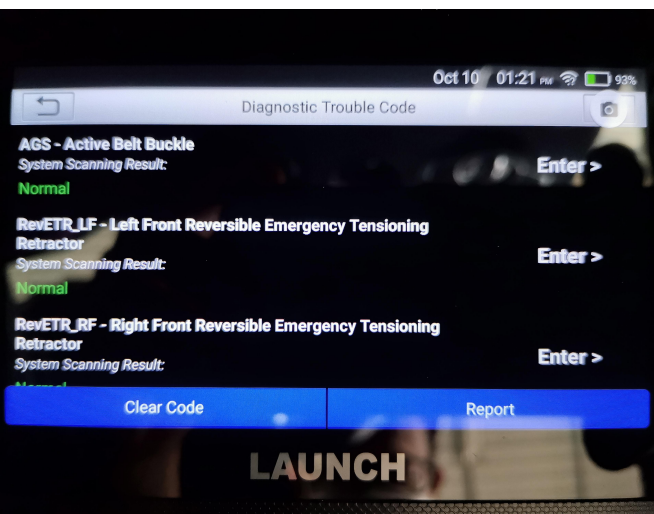 Oct 10 01:21 PM 93%
Diagnostic Trouble Code
AGS - Active Belt Buckle
System Scanning Result:
Enter >
Normal
RevETR_LF - Left Front Reversible Emergency Tensioning
Retractor
System Scanning Result:
Enter >
Normal
RevETR_RF - Right Front Reversible Emergency Tensioning
Retractor
System Scanning Result:
Enter >
Normal
Clear Code
Report
LAUNCH